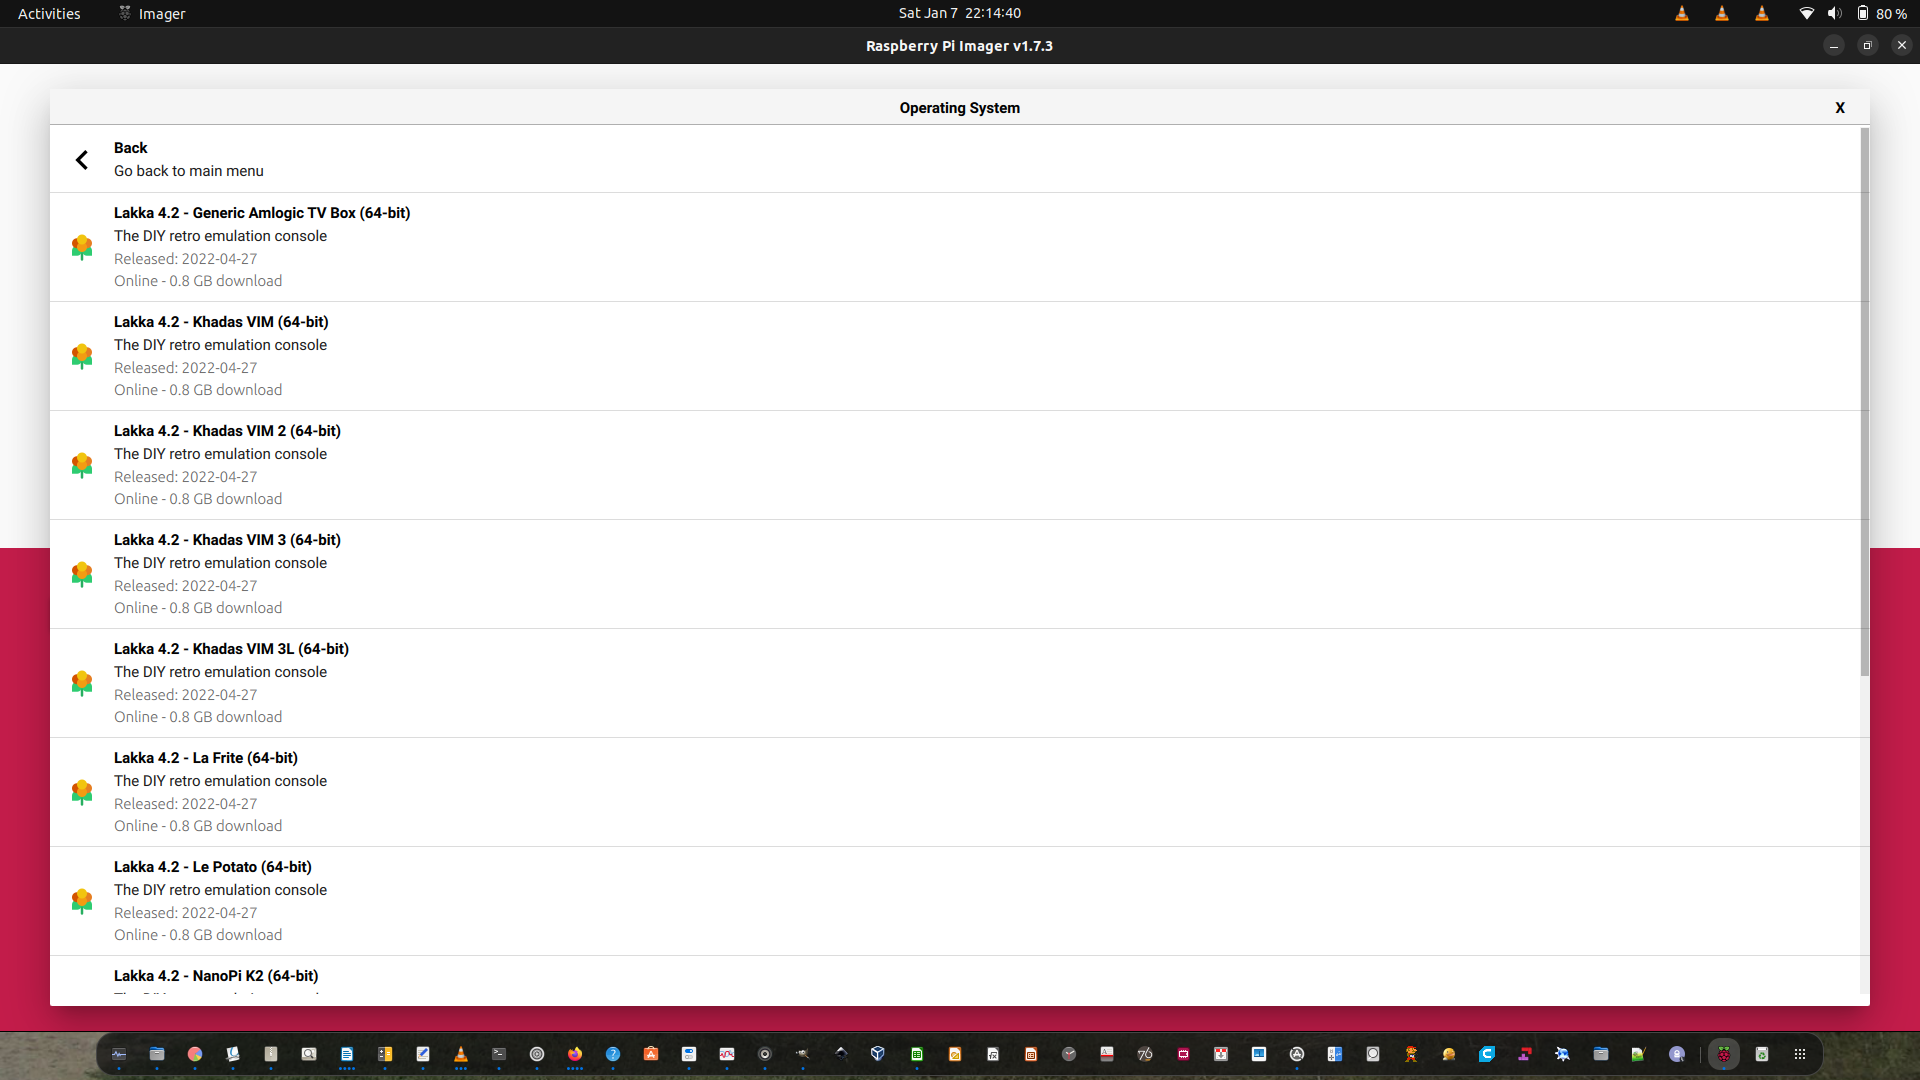 Activities
Imager
Sat Jan 7 22:14:40
80 %
Raspberry Pi Imager v1.7.3
Operating System
X
Back
Go back to main menu
Lakka 4.2 - Generic Amlogic TV Box (64-bit)
The DIY retro emulation console
Released: 2022-04-27
Online - 0.8 GB download
Lakka 4.2 - Khadas VIM (64-bit)
The DIY retro emulation console
Released: 2022-04-27
Online - 0.8 GB download
Lakka 4.2 - Khadas VIM 2 (64-bit)
The DIY retro emulation console
Released: 2022-04-27
Online - 0.8 GB download
Lakka 4.2 - Khadas VIM 3 (64-bit)
The DIY retro emulation console
Released: 2022-04-27
Online - 0.8 GB download
Lakka 4.2 - Khadas VIM 3L (64-bit)
The DIY retro emulation console
Released: 2022-04-27
Online - 0.8 GB download
Lakka 4.2 - La Frite (64-bit)
The DIY retro emulation console
Released: 2022-04-27
Online - 0.8 GB download
Lakka 4.2 - Le Potato (64-bit)
The DIY retro emulation console
Released: 2022-04-27
Online - 0.8 GB download
Lakka 4.2 - NanoPi K2 (64-bit)